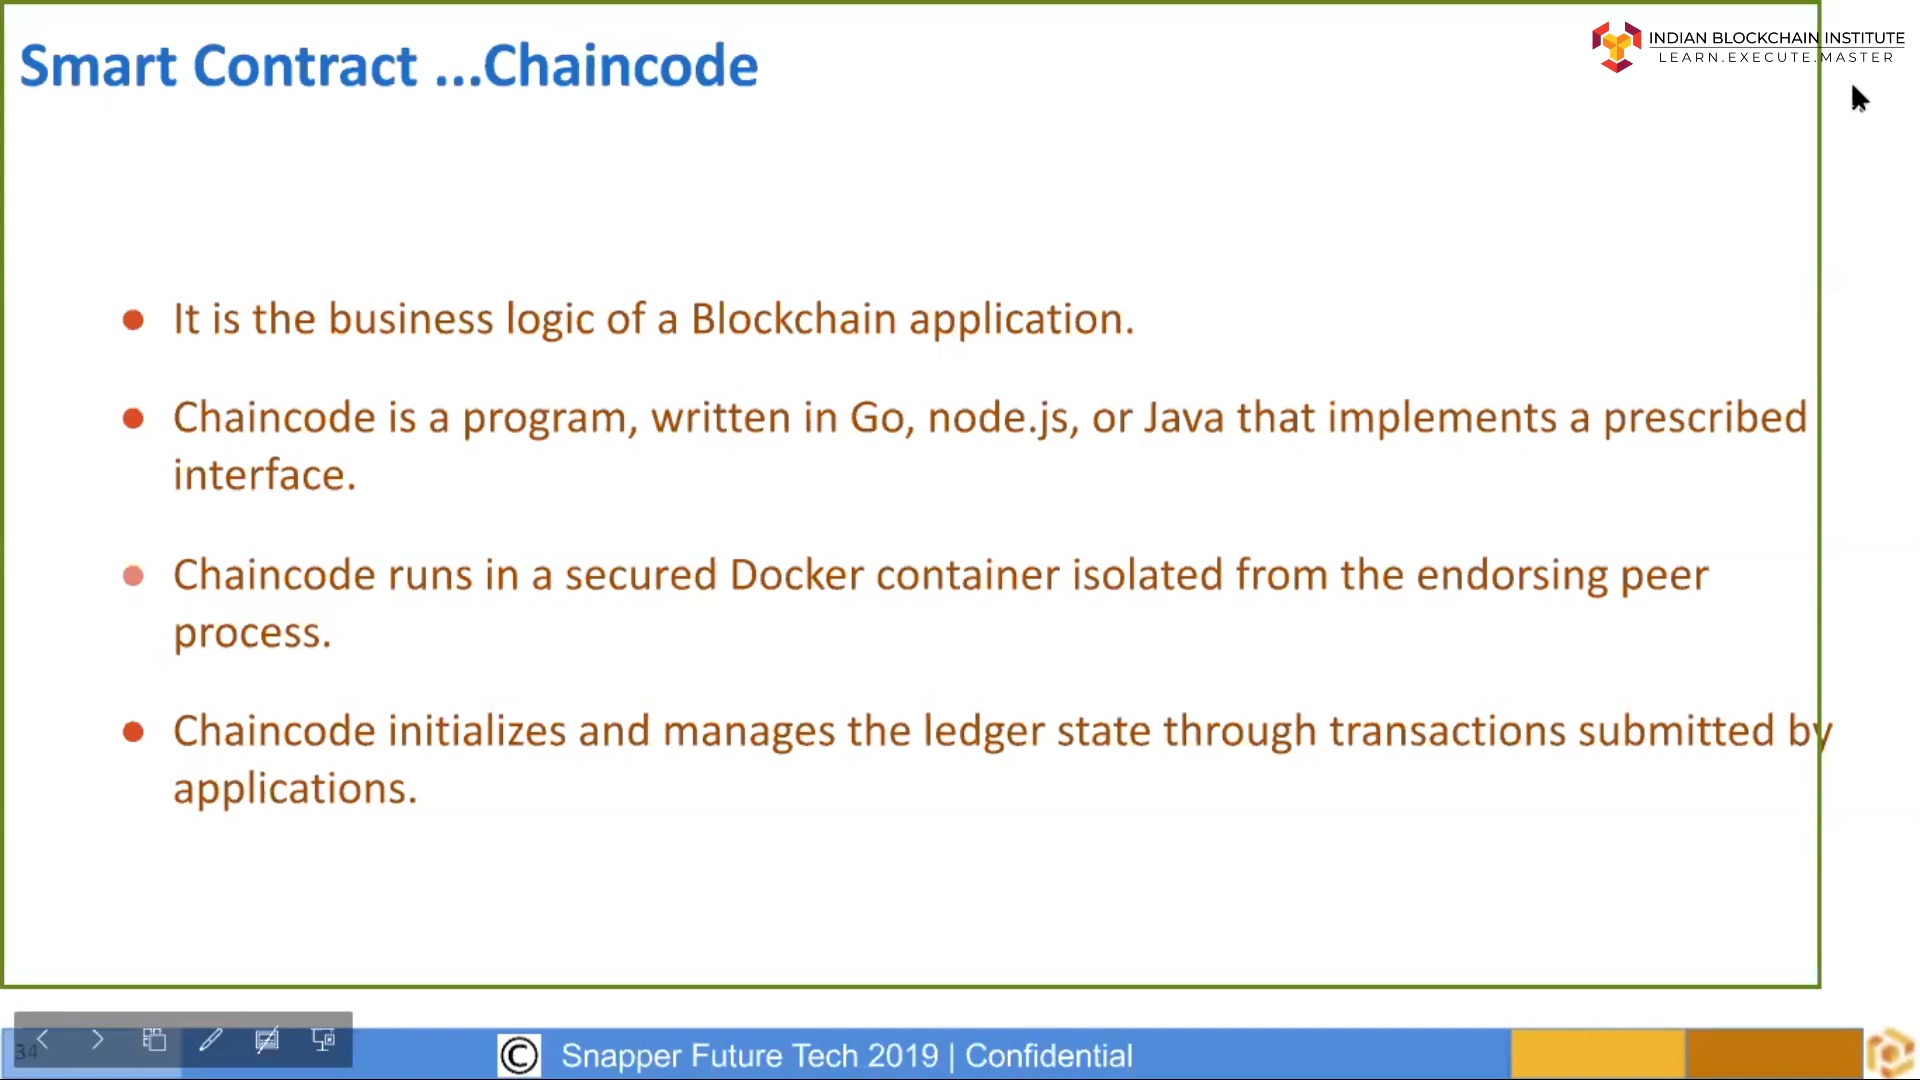 Smart Contract ...Chaincode
INDIAN BLOCKCHAIN INSTITUTE
LEARN.EXECUTE.MASTER
It is the business logic of a Blockchain application.
Chaincode is a program, written in Go, node.js, or Java that implements a prescribed
interface.
Chaincode runs in a secured Docker container isolated from the endorsing peer
process.
Chaincode initializes and manages the ledger state through transactions submitted by
applications.
34
© Snapper Future Tech 2019 | Confidential